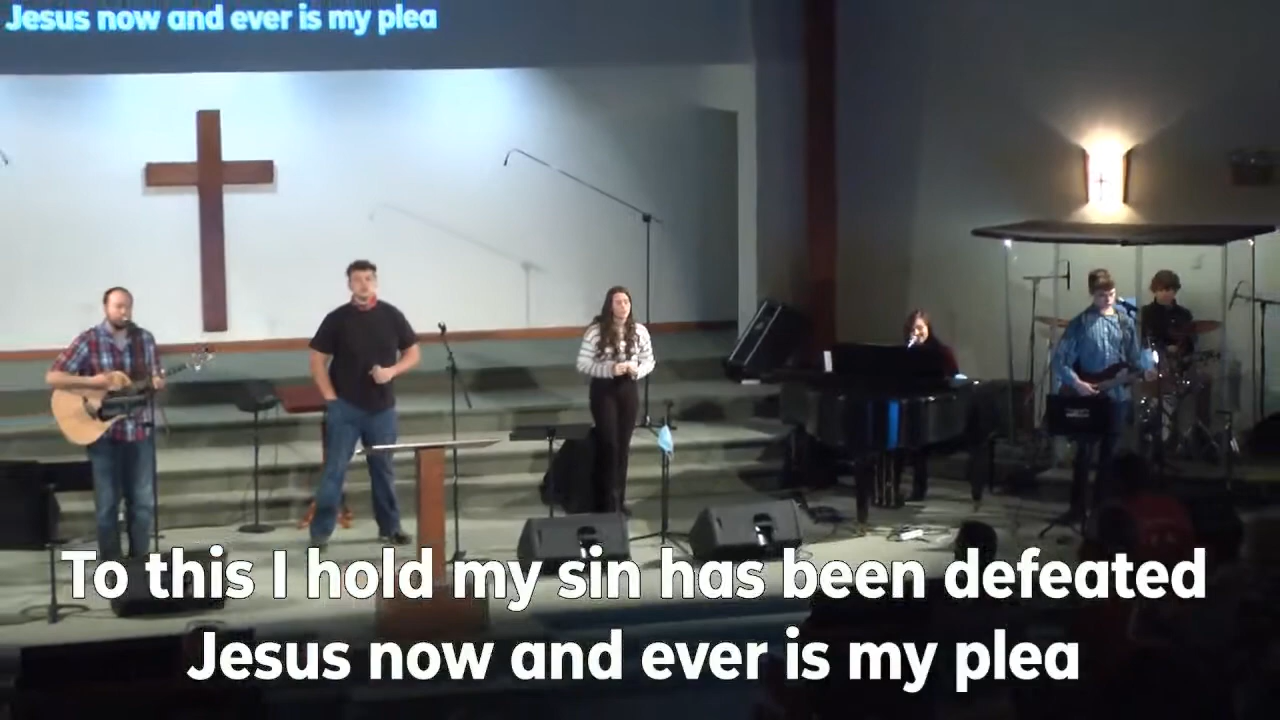 Jesus now and ever is my plea
To this I hold my sin has been defeated
Jesus now and ever is my plea